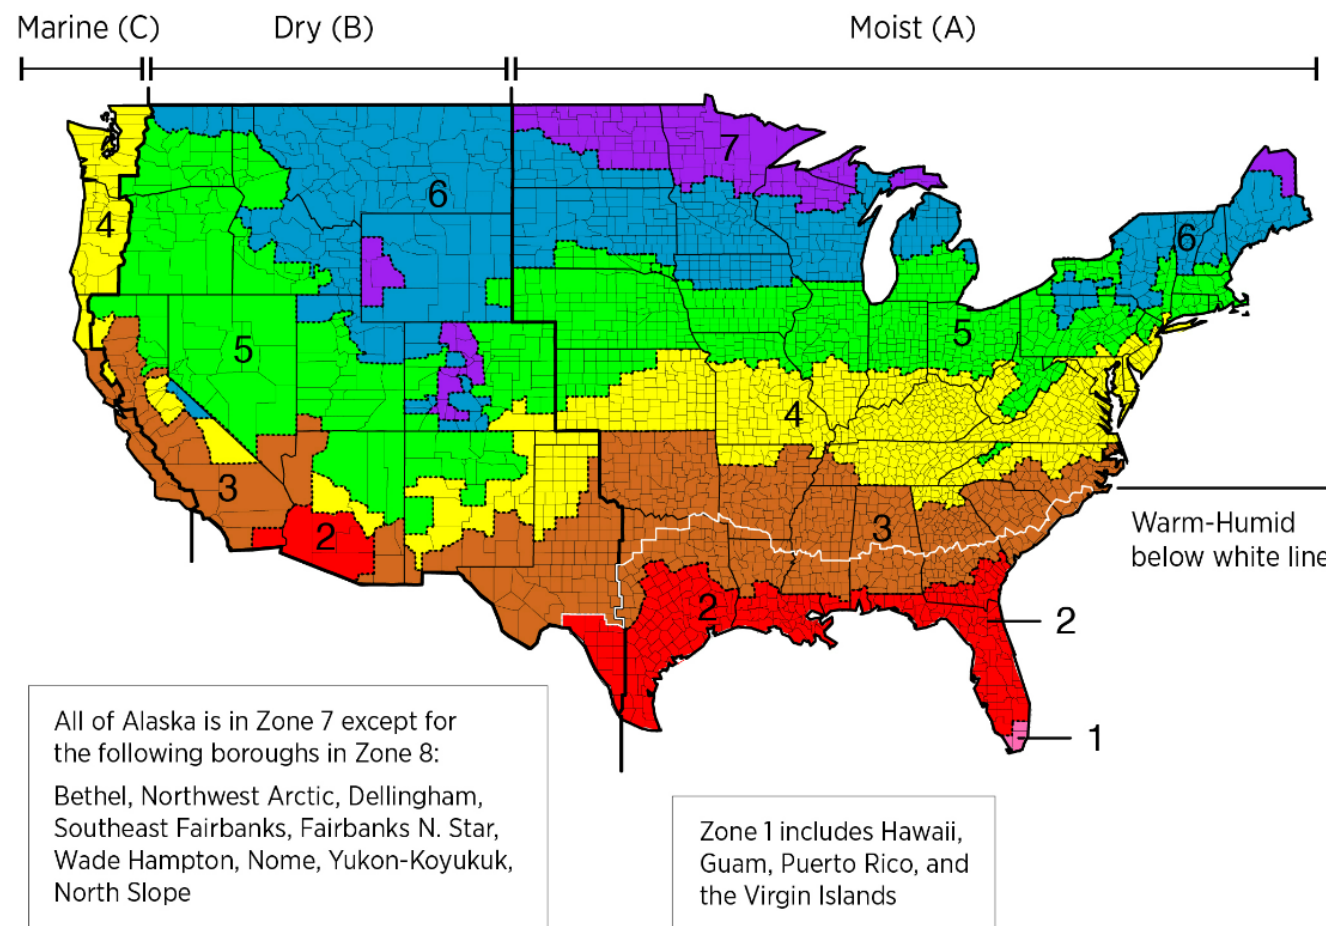 Marine (C)
Dry (B)
Moist (A)
7
6
4
6
5
5
4
3
3
2
2
Warm-Humid
below white line
2
1
All of Alaska is in Zone 7 except for
the following boroughs in Zone 8:
Bethel, Northwest Arctic, Dellingham,
Southeast Fairbanks, Fairbanks N. Star,
Wade Hampton, Nome, Yukon-Koyukuk,
North Slope
Zone 1 includes Hawaii,
Guam, Puerto Rico, and
the Virgin Islands